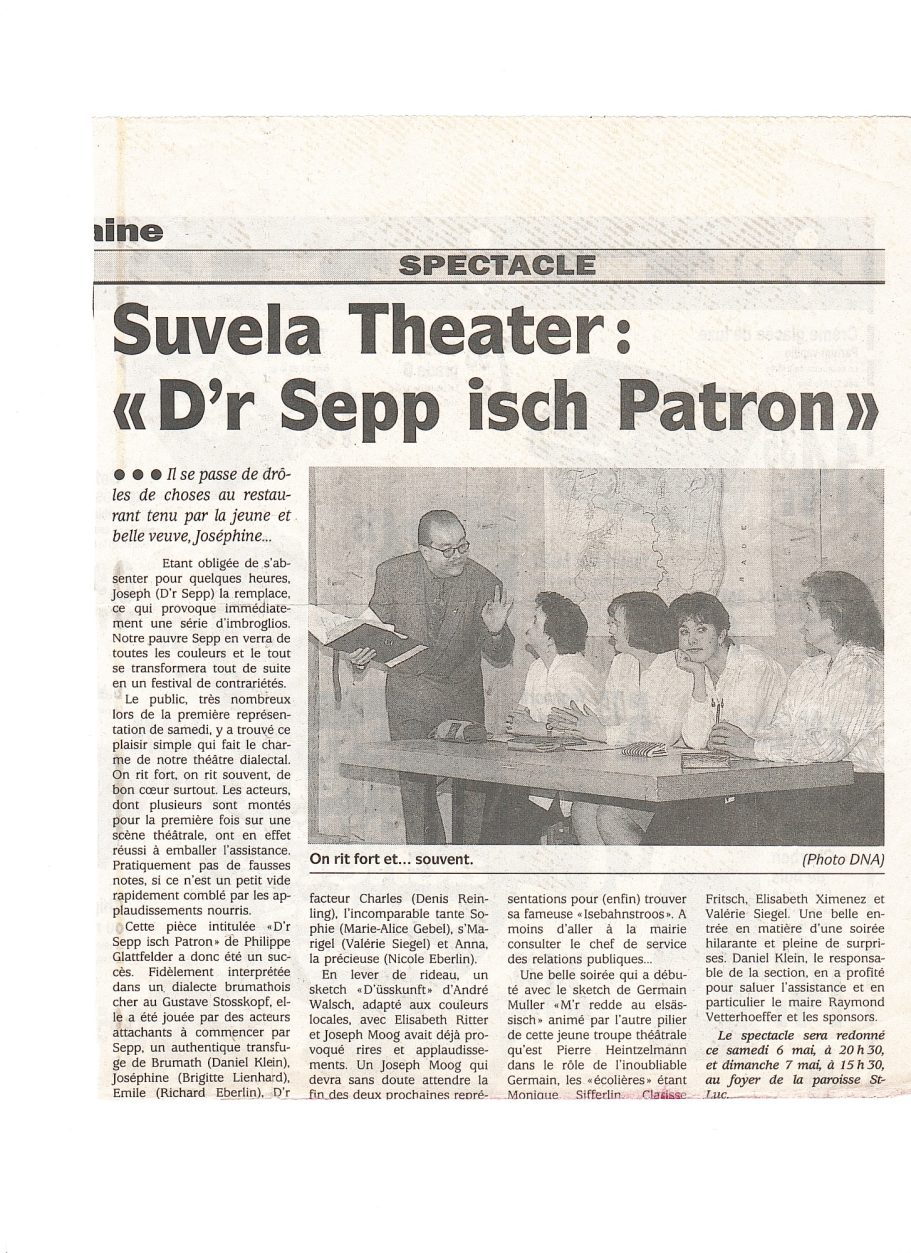 aine
SPECTACLE
Suvela Theater :
« D’r Sepp isch Patron »
● ● ● Il se passe de drô-
les de choses au restau-
rant tenu par la jeune et
belle veuve, Joséphine...
Etant obligée de s’ab-
senter pour quelques heures,
Joseph (D’r Sepp) la remplace,
ce qui provoque immédiate-
ment une série d’imbroglios.
Notre pauvre Sepp en verra de
toutes les couleurs et le tout
se transformera tout de suite
en un festival de contrariétés.
Le public, très nombreux
lors de la première représen-
tation de samedi, y a trouvé ce
plaisir simple qui fait le char-
me de notre théâtre dialectal.
On rit fort, on rit souvent, de
bon cœur surtout. Les acteurs,
dont plusieurs sont montés
pour la première fois sur une
scène théâtrale, ont en effet
réussi à emballer l’assistance.
Pratiquement pas de fausses
notes, si ce n’est un petit vide
rapidement comblé par les ap-
plaudissements nourris.
Cette pièce intitulée «D’r
Sepp isch Patron» de Philippe
Glattfelder a donc été un suc-
cès. Fidèlement interprétée
dans un dialecte brumathois
cher au Gustave Stosskopf, el-
le a été jouée par des acteurs
attachants à commencer par
Sepp, un authentique transfu-
ge de Brumath (Daniel Klein),
Joséphine (Brigitte Lienhard),
Emile (Richard Eberlin), D’r
On rit fort et... souvent.
(Photo DNA)
facteur Charles (Denis Rein-
ling), l’incomparable tante So-
phie (Marie-Alice Gebel), s’Ma-
rigel (Valérie Siegel) et Anna,
la précieuse (Nicole Eberlin).
En lever de rideau, un
sketch «D’üsskunft» d’André
Walsch, adapté aux couleurs
locales, avec Elisabeth Ritter
et Joseph Moog avait déjà pro-
voqué rires et applaudisse-
ments. Un Joseph Moog qui
devra sans doute attendre la
fin des deux prochaines repré-
sentations pour (enfin) trouver
sa fameuse «Isebahnstroos». A
moins d’aller à la mairie
consulter le chef de service
des relations publiques...
Une belle soirée qui a débu-
té avec le sketch de Germain
Muller «M’r redde au elsäs-
sisch» animé par l’autre pilier
de cette jeune troupe théâtrale
qu’est Pierre Heintzelmann
dans le rôle de l’inoubliable
Germain, les «écolières» étant
Monique Sifferlin, Clarisse
Fritsch, Elisabeth Ximenez et
Valérie Siegel. Une belle en-
trée en matière d’une soirée
hilarante et pleine de surpri-
ses. Daniel Klein, le responsa-
ble de la section, en a profité
pour saluer l’assistance et en
particulier le maire Raymond
Vetterhoeffer et les sponsors.
Le spectacle sera redonné
ce samedi 6 mai, à 20 h 30,
et dimanche 7 mai, à 15 h 30,
au foyer de la paroisse St-
Luc.